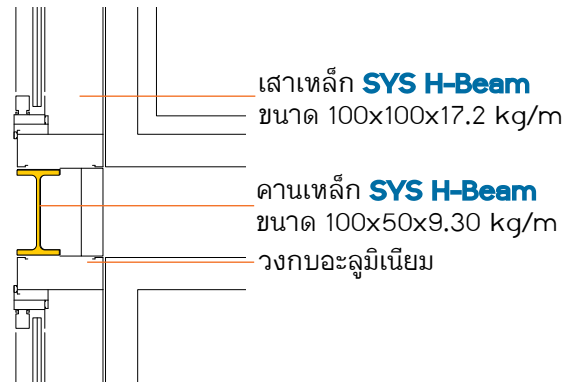 เสาเหล็ก SYS H-Beam
ขนาด 100x100x17.2 kg/m
คานเหล็ก SYS H-Beam
ขนาด 100x50x9.30 kg/m
วงกบอะลูมิเนียม